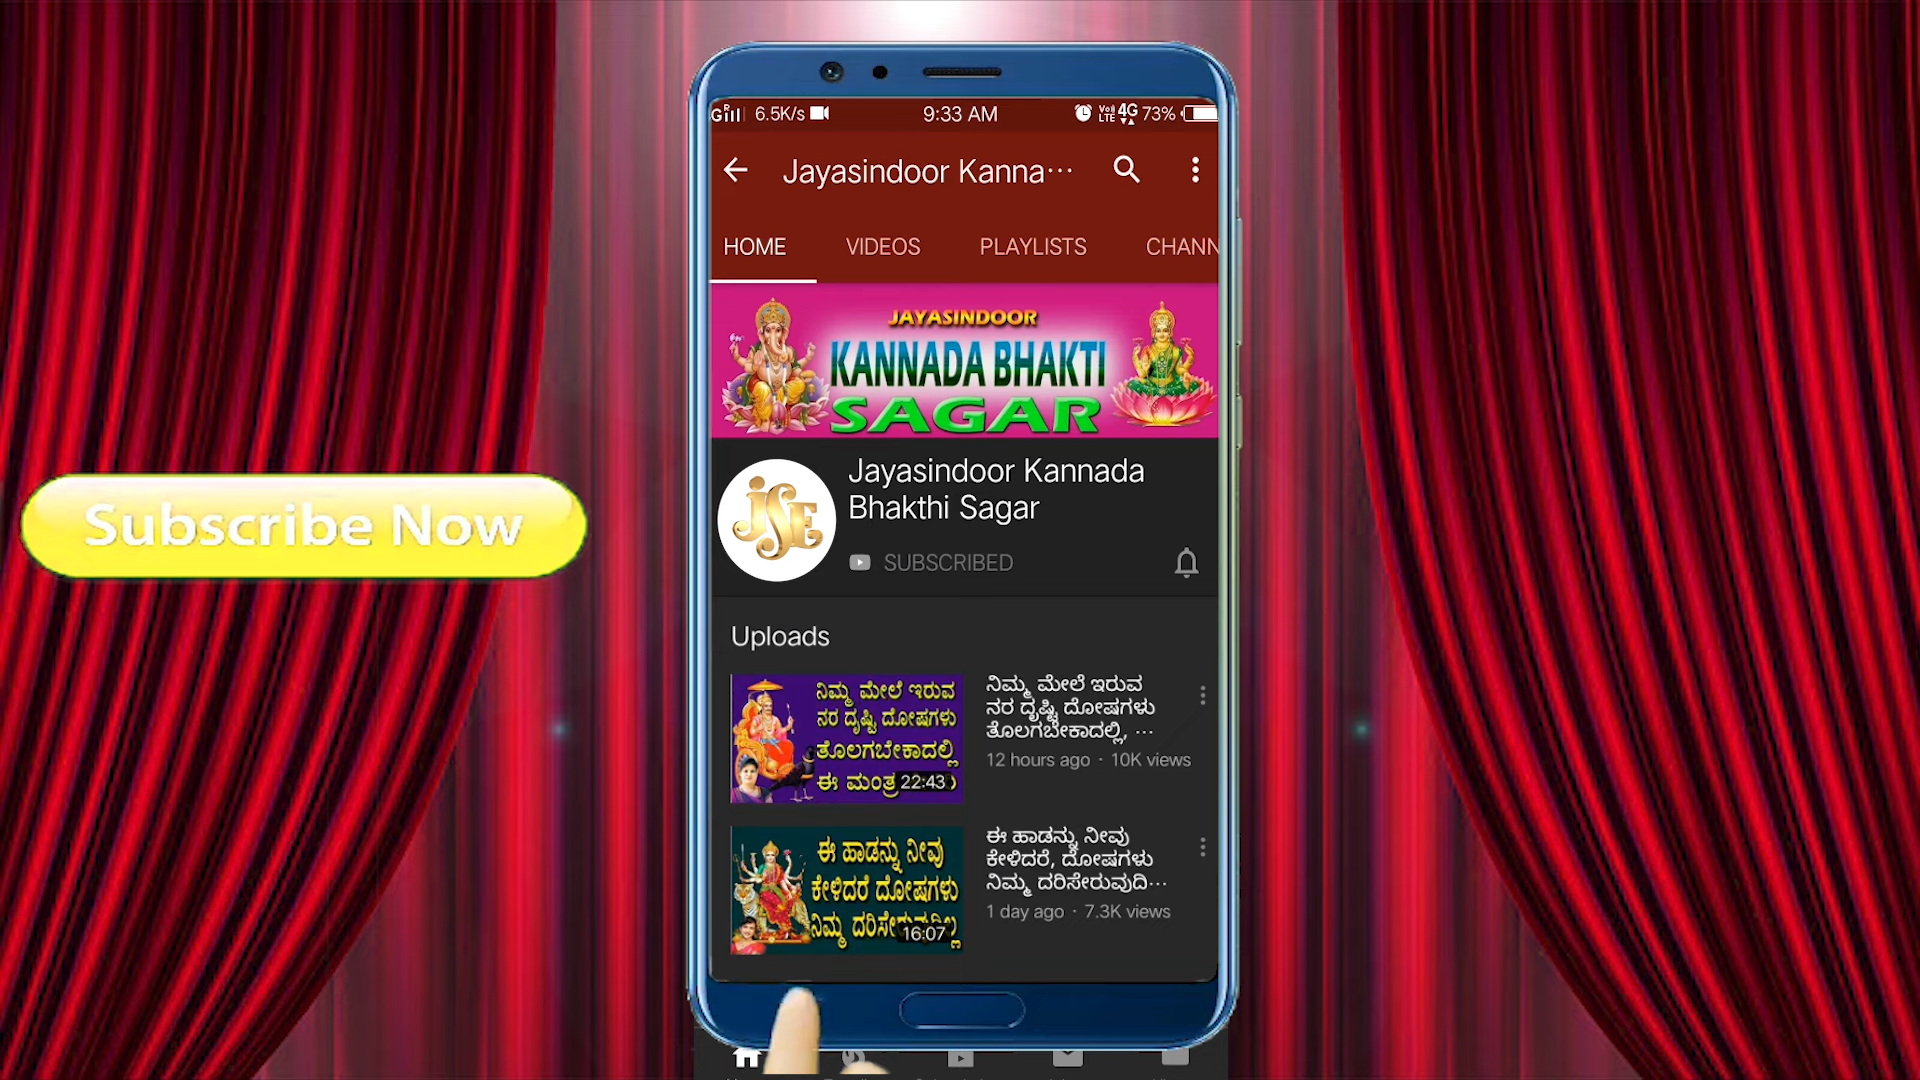 6.5K/s
9:33 AM
VoII LTE 4G 73%
Jayasindoor Kanna···
HOME VIDEOS PLAYLISTS CHANN
JAYASINDOOR
KANNADA BHAKTI
SAGAR
JSE
Jayasindoor Kannada
Bhakthi Sagar
SUBSCRIBED
Subscribe Now
Uploads
ನಿಮ್ಮ ಮೇಲೆ ಇರುವ
ನರ ದೃಷ್ಟಿ ದೋಷಗಳು
ತೊಲಗಬೇಕಾದಲ್ಲಿ
ಈ ಮಂತ್ರ
22:43
ನಿಮ್ಮ ಮೇಲೆ ಇರುವ
ನರ ದೃಷ್ಟಿ ದೋಷಗಳು
ತೊಲಗಬೇಕಾದಲ್ಲಿ, ···
12 hours ago · 10K views
ಈ ಹಾಡನ್ನು ನೀವು
ಕೇಳಿದರೆ ದೋಷಗಳು
ನಿಮ್ಮ
16:07
ಈ ಹಾಡನ್ನು ನೀವು
ಕೇಳಿದರೆ, ದೋಷಗಳು
ನಿಮ್ಮ ದರಿಸೇರುವುದಿ···
1 day ago · 7.3K views